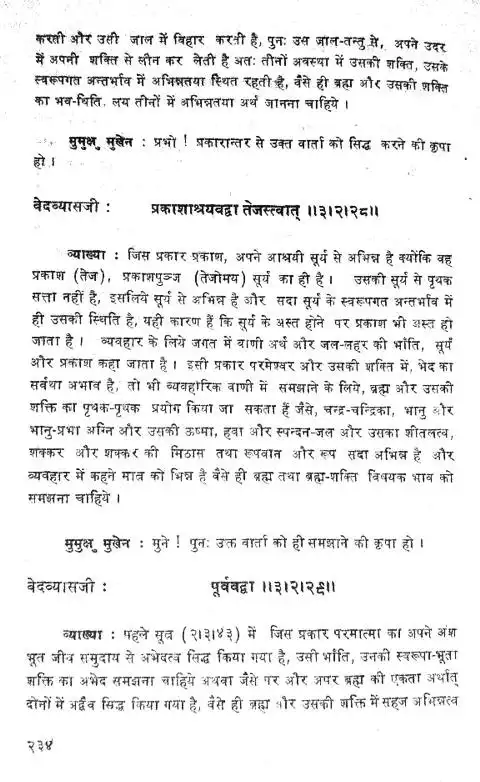 करती और उसी जाल में विहार करती है, पुनः उस जाल-तन्तु से, अपने उदर
में अपनी शक्ति से लीन कर लेती है अतः तीनों अवस्था में उसकी शक्ति, उसके
स्वरूपगत अन्तर्भाव में अभिन्नतया स्थित रहती है, वैसे ही ब्रह्म और उसकी शक्ति
का भव-थिति, लय तीनों में अभिन्नतया अर्थ जानना चाहिये ।
मुमुक्षु मुखेन : प्रभो ! प्रकारान्तर से उक्त वार्ता को सिद्ध करने की कृपा
हो ।
वेदव्यासजी : प्रकाशाश्रयवद्वा तेजस्त्वात् ॥३।२।२८॥
व्याख्या : जिस प्रकार प्रकाश, अपने आश्रयी सूर्य से अभिन्न है क्योंकि वह
प्रकाश (तेज), प्रकाशपुञ्ज (तेजोमय) सूर्य का ही है । उसकी सूर्य से पृथक
सत्ता नहीं है, इसलिये सूर्य से अभिन्न है और सदा सूर्य के स्वरूपगत अन्तर्भाव में
ही उसकी स्थिति है, यही कारण हैं कि सूर्य के अस्त होने पर प्रकाश भी अस्त हो
जाता है । व्यवहार के लिये जगत में वाणी अर्थ और जल-लहर की भाँति, सूर्य
और प्रकाश कहा जाता है । इसी प्रकार परमेश्वर और उसकी शक्ति में, भेद का
सर्वथा अभाव है, तो भी व्यवहारिक वाणी में समझाने के लिये, ब्रह्म और उसकी
शक्ति का पृथक-पृथक प्रयोग किया जा सकता हैं जैसे, चन्द्र-चन्द्रिका, भानु और
भानु-प्रभा अग्नि और उसकी ऊष्मा, हवा और स्पन्दन-जल और उसका शीतलत्व,
शक्कर और शक्कर की मिठास तथा रूपवान और रूप सदा अभिन्न है और
व्यवहार में कहने मात्र को भिन्न है वैसे ही ब्रह्म तथा ब्रह्म-शक्ति विषयक भाव को
समझना चाहिये ।
मुमुक्षु मुखेन : मुने ! पुनः उक्त वार्ता को ही समझाने की कृपा हो ।
वेदव्यासजी : पूर्ववद्वा ॥३।२।२९॥
व्याख्या : पहले सूत्र (२।३।४३) में जिस प्रकार परमात्मा का अपने अंश
भूत जीव समुदाय से अभेदत्व सिद्ध किया गया है, उसी भाँति, उनकी स्वरूपा-भूता
शक्ति का अभेद समझना चाहिये अथवा जैसे पर और अपर ब्रह्म की एकता अर्थात्
दोनों में अद्वैव सिद्ध किया गया है, वैसे ही ब्रह्म और उसकी शक्ति में सहज अभिन्नत्व
२३४